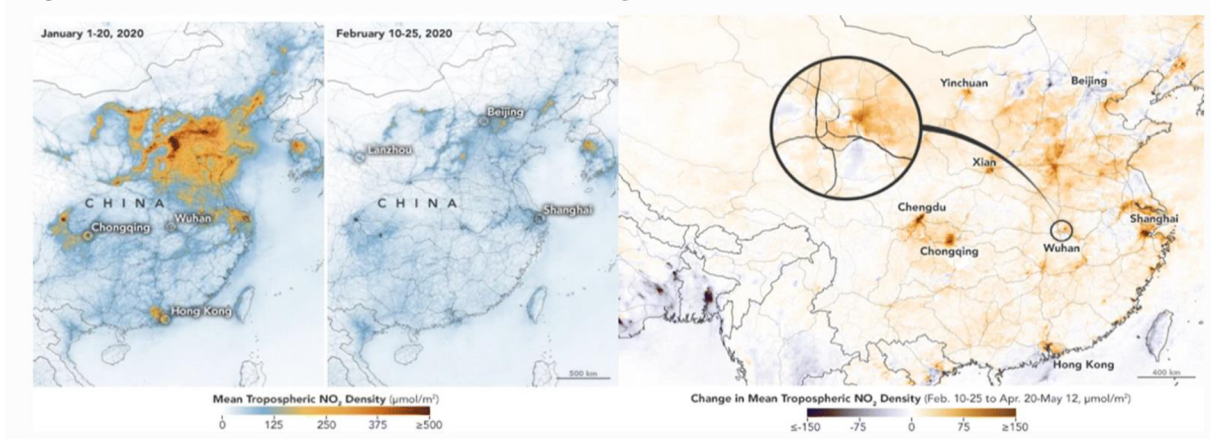 January 1-20, 2020
CHINA
Chongqing
Wuhan
Hong Kong
February 10-25, 2020
Beijing
Lanzhou
CHINA
Shanghai
500 km
Mean Tropospheric NO₂ Density (µmol/m²)
0 125 250 375 ≥500
Yinchuan
Beijing
Xian
Chengdu
Chongqing
Wuhan
Shanghai
Hong Kong
400 km
Change in Mean Tropospheric NO₂ Density (Feb. 10-25 to Apr. 20-May 12, µmol/m²)
≤-150 -75 0 75 ≥150